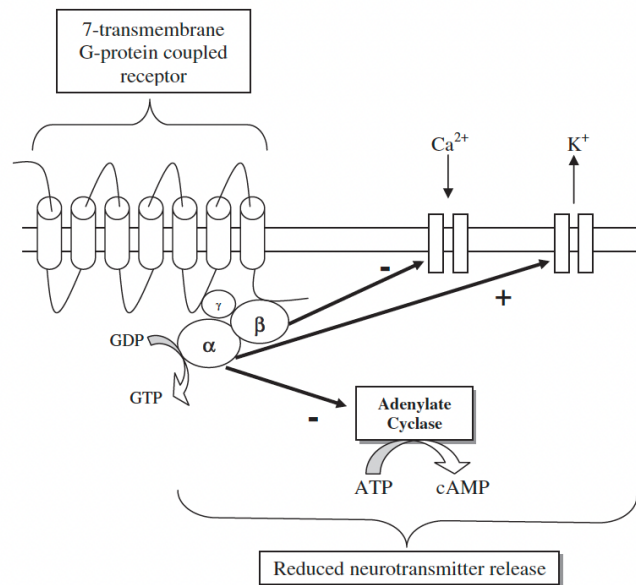 7-transmembrane
G-protein coupled
receptor
Ca²⁺
K⁺
-
+
γ
β
α
GDP
GTP
-
Adenylate
Cyclase
ATP
cAMP
Reduced neurotransmitter release